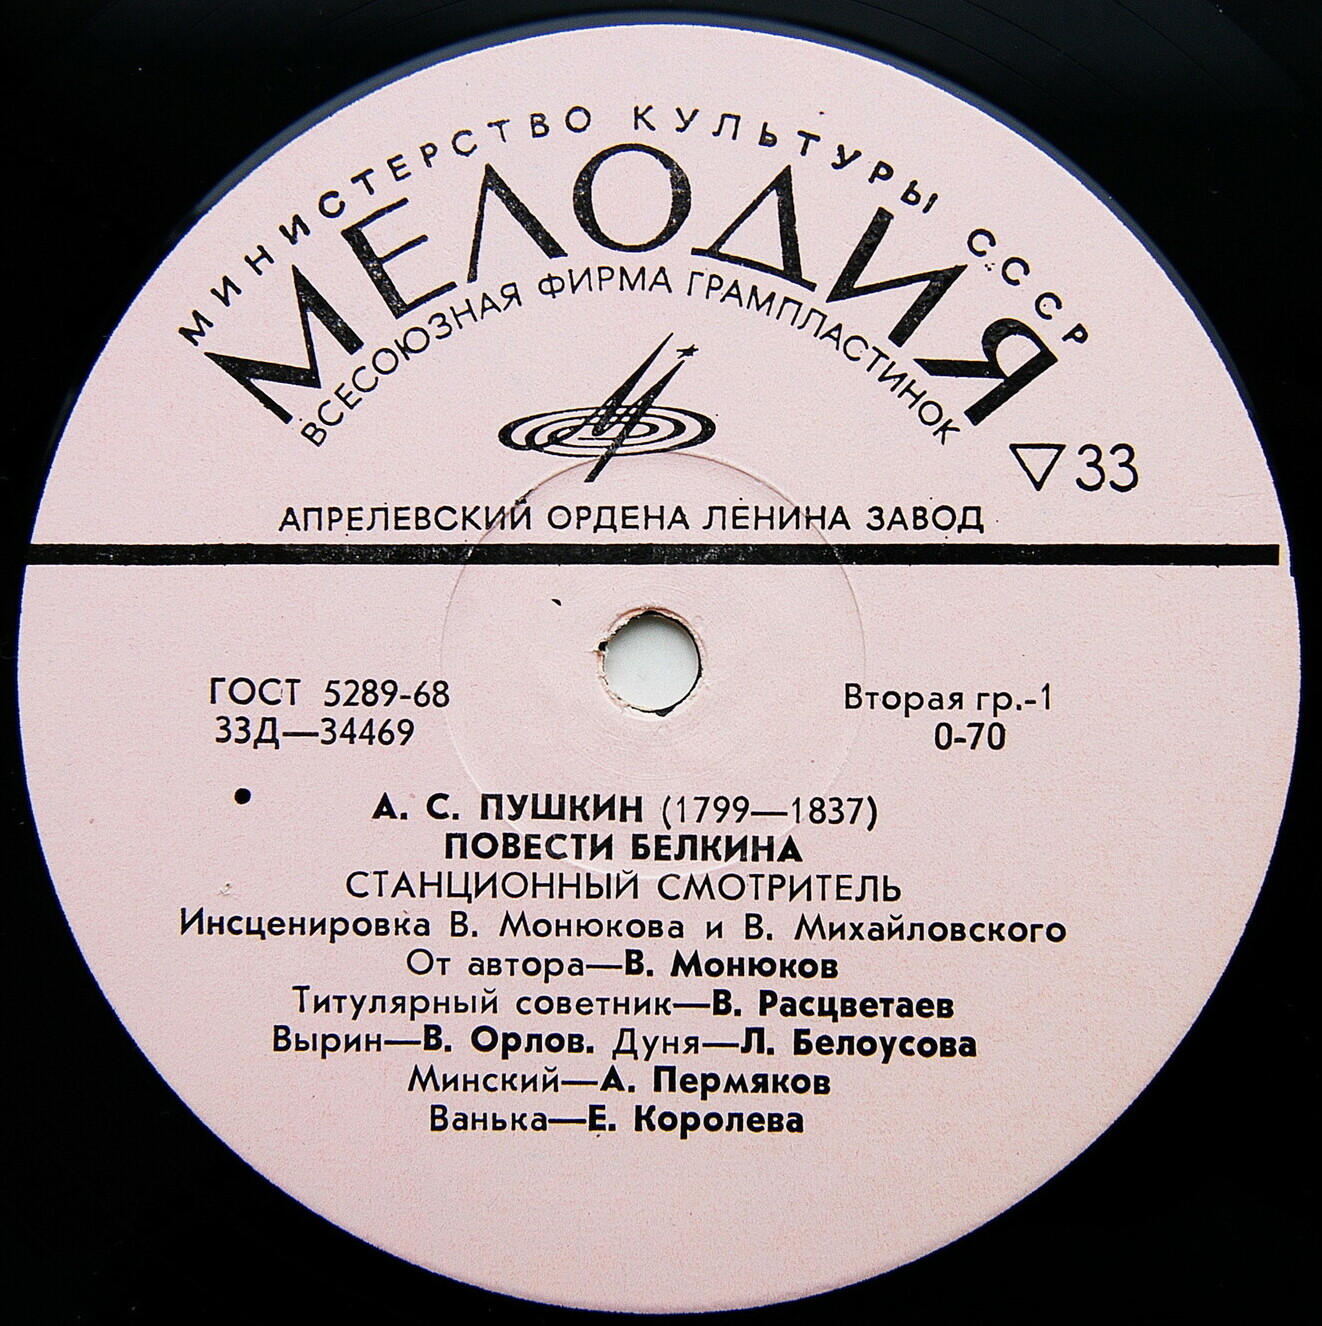 МИНИСТЕРСТВО КУЛЬТУРЫ СССР
МЕЛОДИЯ
ВСЕСОЮЗНАЯ ФИРМА ГРАМПЛАСТИНОК
33
АПРЕЛЕВСКИЙ ОРДЕНА ЛЕНИНА ЗАВОД
ГОСТ 5289-68
33Д—34469
Вторая гр.-1
0-70
А. С. ПУШКИН (1799—1837)
ПОВЕСТИ БЕЛКИНА
СТАНЦИОННЫЙ СМОТРИТЕЛЬ
Инсценировка В. Монюкова и В. Михайловского
От автора—В. Монюков
Титулярный советник—В. Расцветаев
Вырин—В. Орлов. Дуня—Л. Белоусова
Минский—А. Пермяков
Ванька—Е. Королева